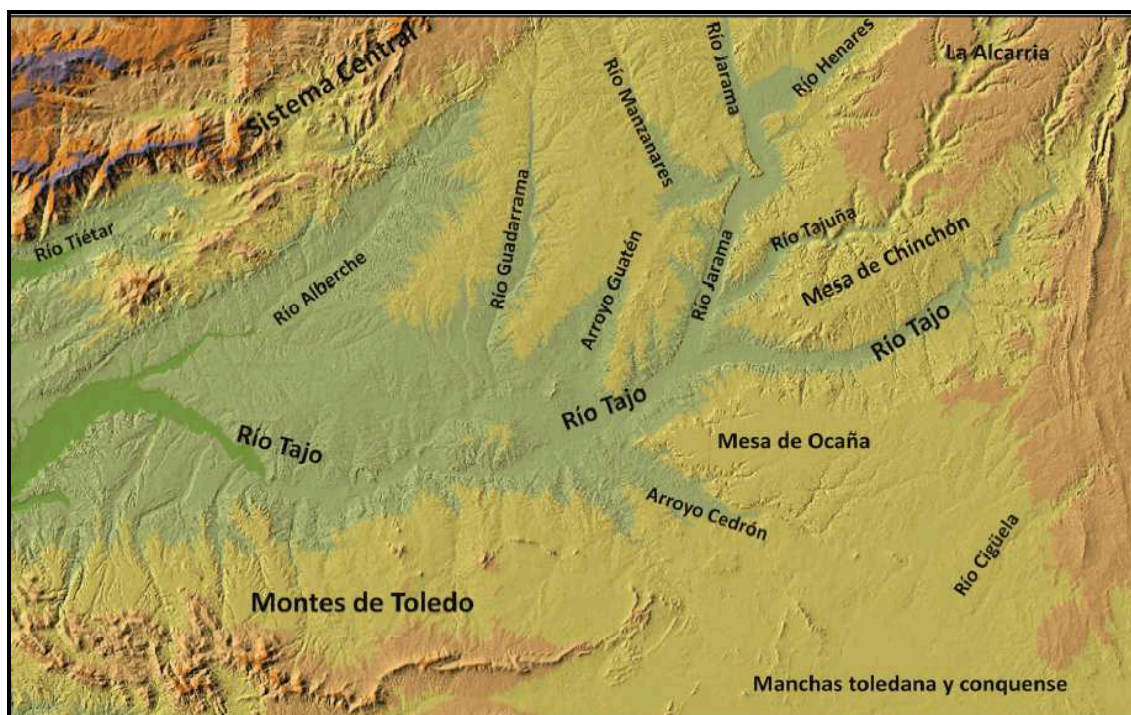 Sistema Central
Río Jarama
Río Henares
La Alcarria
Río Manzanares
Río Tiétar
Río Alberche
Río Guadarrama
Arroyo Guatén
Río Jarama
Río Tajuña
Mesa de Chinchón
Río Tajo
Río Tajo
Río Tajo
Mesa de Ocaña
Arroyo Cedrón
Río Cigüela
Montes de Toledo
Manchas toledana y conquense